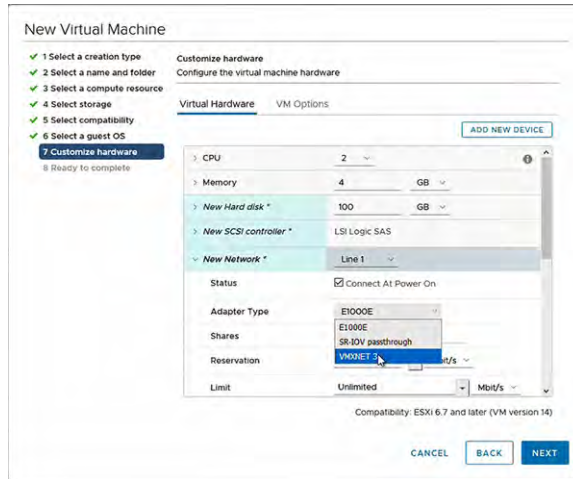 New Virtual Machine
1 Select a creation type
2 Select a name and folder
3 Select a compute resource
4 Select storage
5 Select compatibility
6 Select a guest OS
7 Customize hardware
8 Ready to complete
Customize hardware
Configure the virtual machine hardware
Virtual Hardware VM Options
ADD NEW DEVICE
CPU 2
Memory 4 GB
New Hard disk * 100 GB
New SCSI controller * LSI Logic SAS
New Network * Line 1
Status Connect At Power On
Adapter Type E1000E
E1000E
Shares SR-IOV passthrough
Reservation VMXNET 3 it/s
Limit Unlimited Mbit/s
Compatibility: ESXi 6.7 and later (VM version 14)
CANCEL BACK NEXT